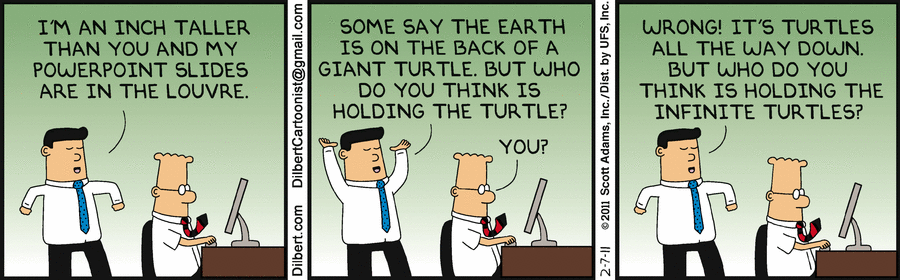 I'M AN INCH TALLER
THAN YOU AND MY
POWERPOINT SLIDES
ARE IN THE LOUVRE.
Dilbert.com DilbertCartoonist@gmail.com
SOME SAY THE EARTH
IS ON THE BACK OF A
GIANT TURTLE. BUT WHO
DO YOU THINK IS
HOLDING THE TURTLE?
YOU?
2-7-11 © 2011 Scott Adams, Inc./Dist. by UFS, Inc.
WRONG! IT'S TURTLES
ALL THE WAY DOWN.
BUT WHO DO YOU
THINK IS HOLDING THE
INFINITE TURTLES?